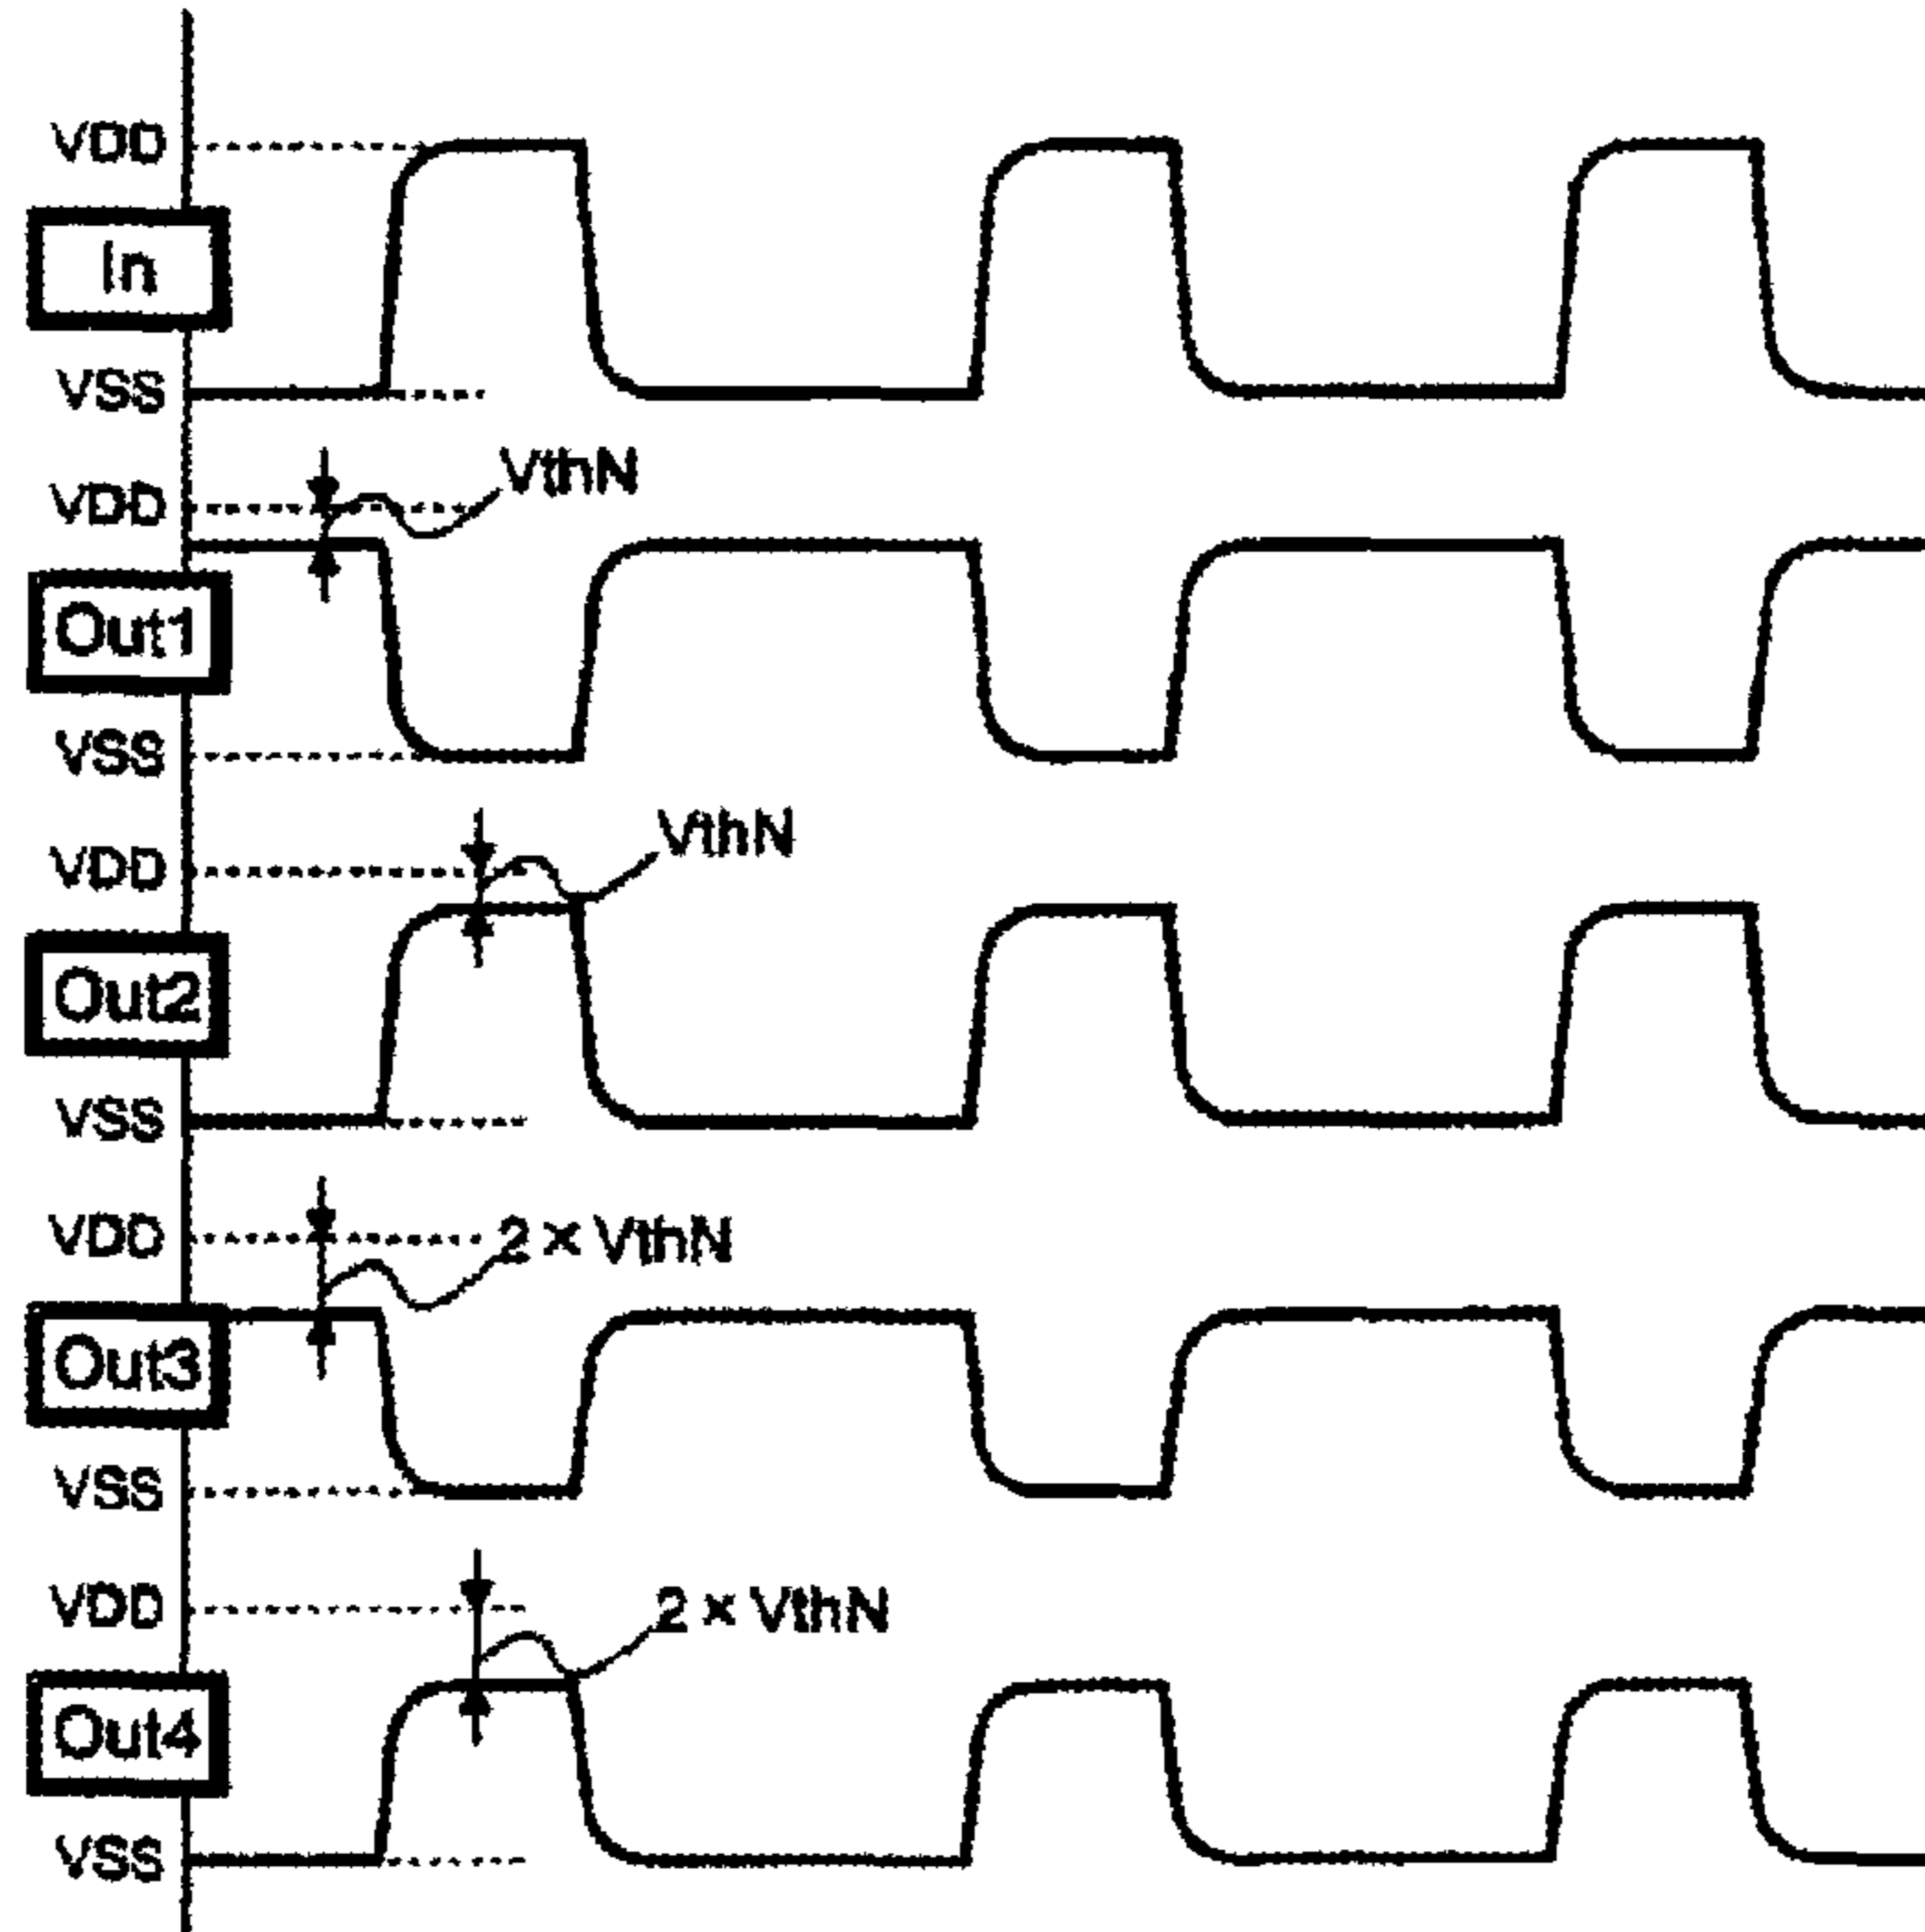 VDD
In
VSS
VthN
VDD
Out1
VSS
VthN
VDD
Out2
VSS
VDD
2 × VthN
Out3
VSS
VDD
2 × VthN
Out4
VSS